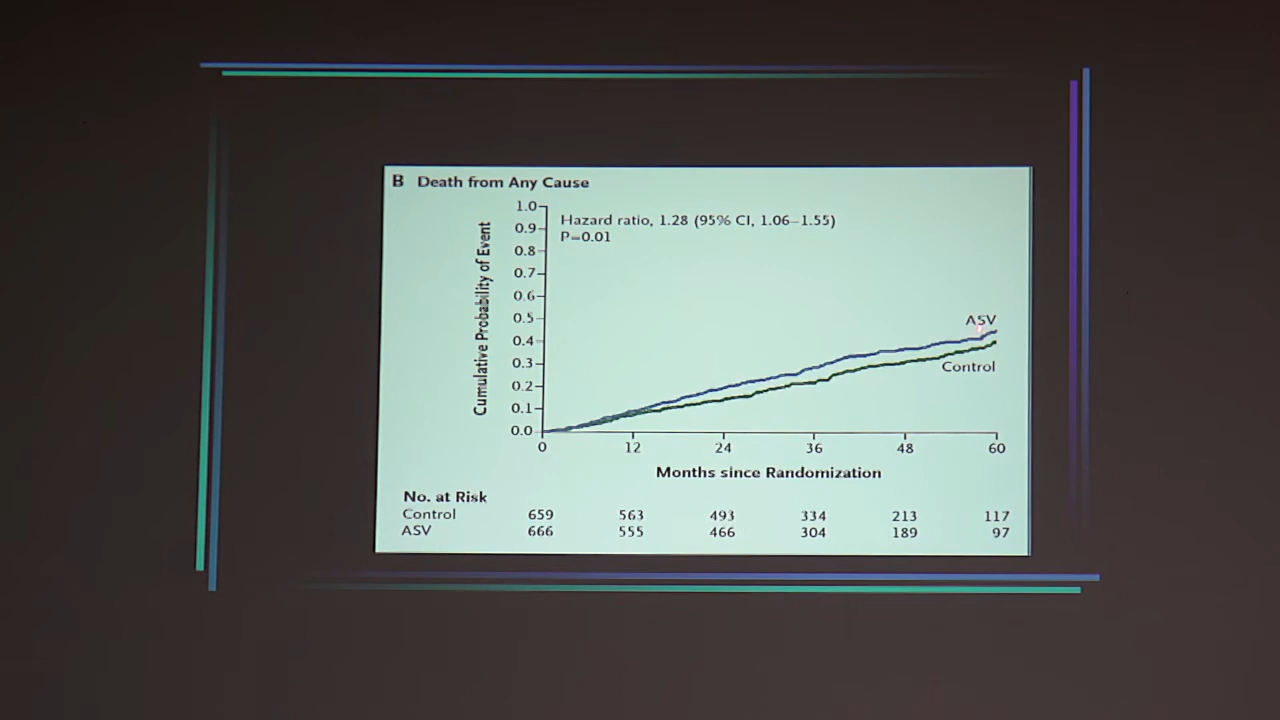 B Death from Any Cause
Hazard ratio, 1.28 (95% CI, 1.06–1.55)
P=0.01
Cumulative Probability of Event
1.0
0.9
0.8
0.7
0.6
0.5
0.4
0.3
0.2
0.1
0.0
ASV
Control
0 12 24 36 48 60
Months since Randomization
No. at Risk
Control 659 563 493 334 213 117
ASV 666 555 466 304 189 97